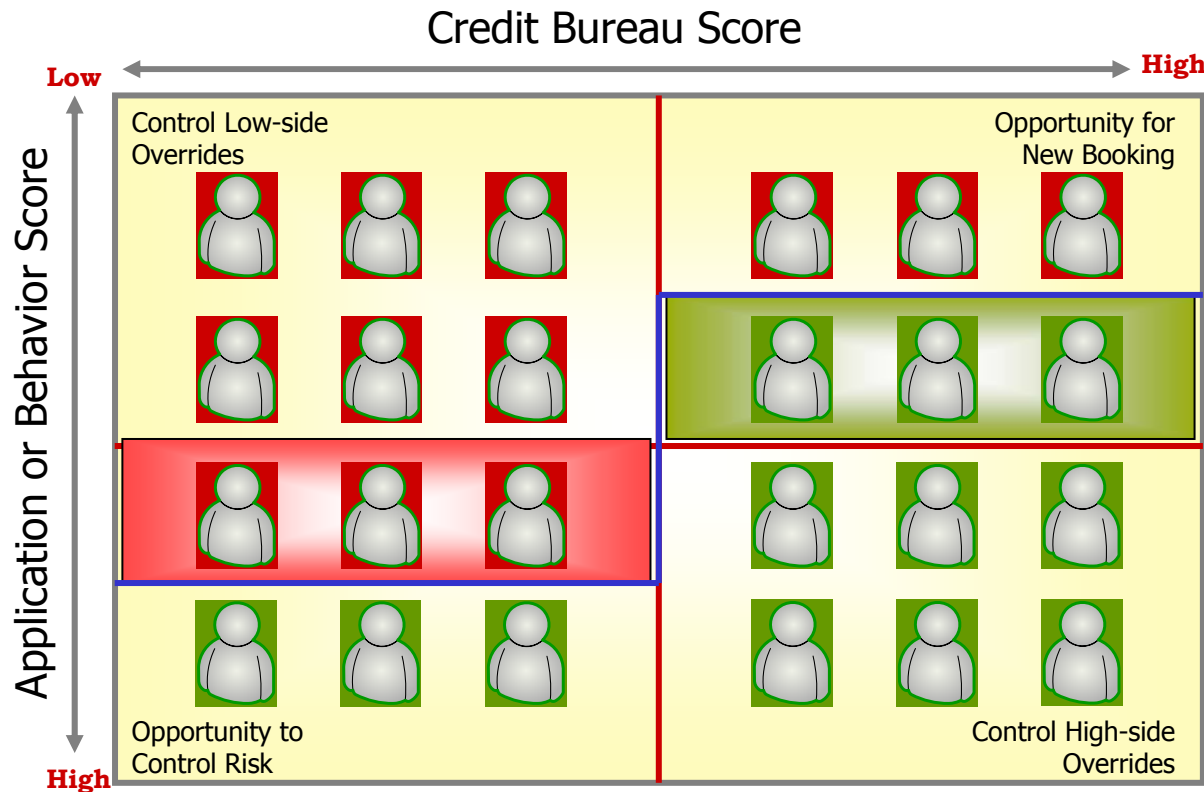 Credit Bureau Score
Low
High
Control Low-side
Overrides
Opportunity for
New Booking
Application or Behavior Score
Opportunity to
Control Risk
Control High-side
Overrides
High